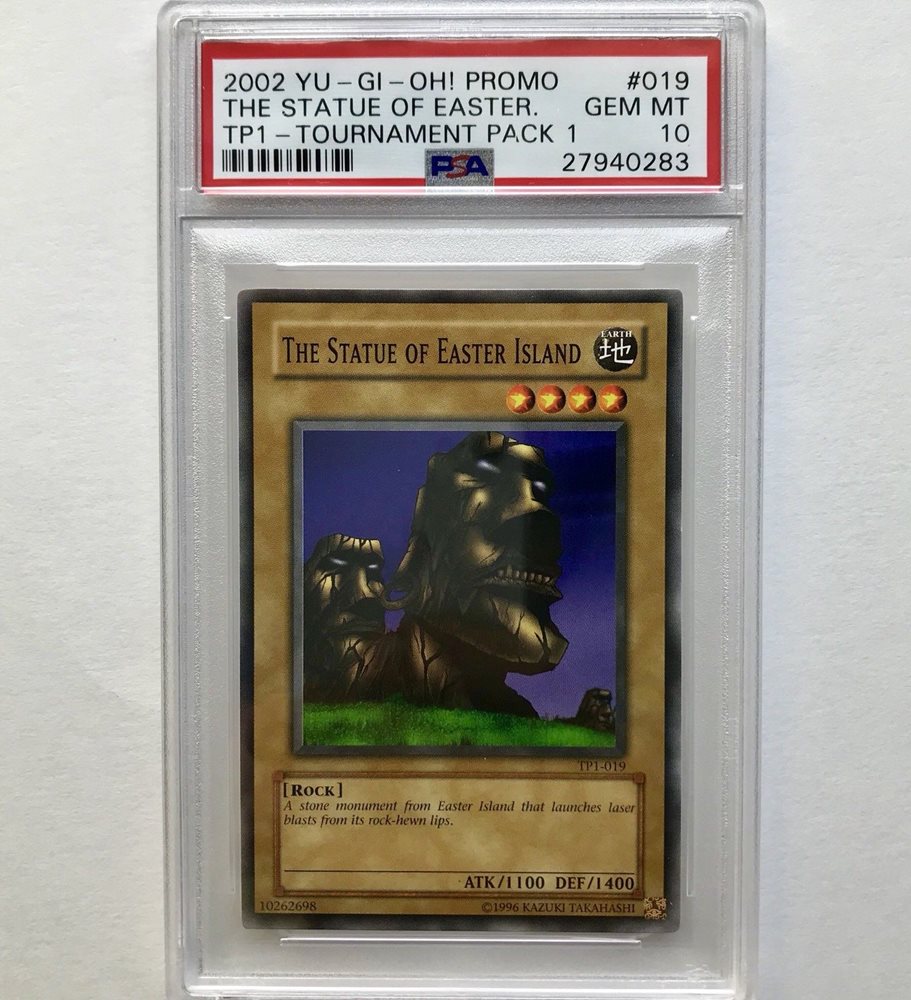 2002 YU-GI-OH! PROMO #019
THE STATUE OF EASTER. GEM MT
TP1-TOURNAMENT PACK 1 10
PSA 27940283
THE STATUE OF EASTER ISLAND EARTH
地
TP1-019
[ROCK]
A stone monument from Easter Island that launches laser
blasts from its rock-hewn lips.
ATK/1100 DEF/1400
10262698 ©1996 KAZUKI TAKAHASHI